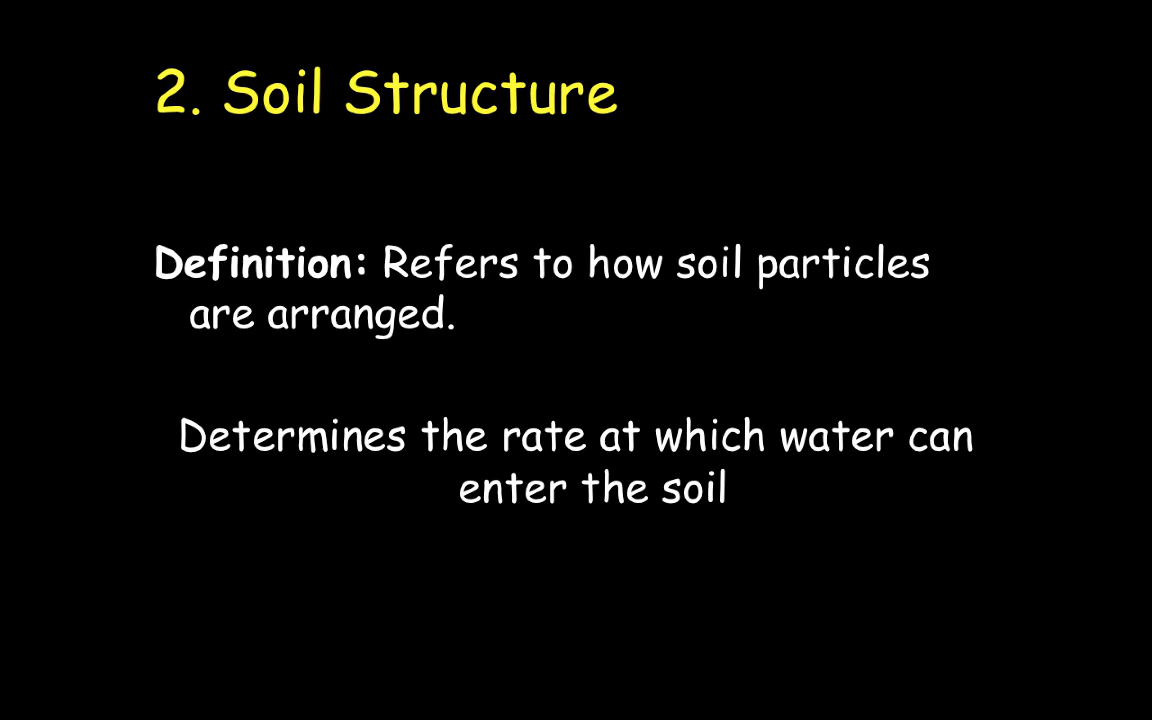 2. Soil Structure
Definition: Refers to how soil particles
are arranged.
Determines the rate at which water can
enter the soil